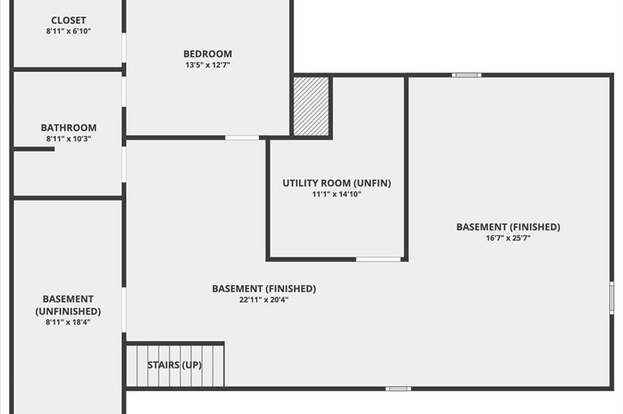 CLOSET
8'11" x 6'10"
BEDROOM
13'5" x 12'7"
BATHROOM
8'11" x 10'3"
UTILITY ROOM (UNFIN)
11'1" x 14'10"
BASEMENT (FINISHED)
16'7" x 25'7"
BASEMENT (FINISHED)
22'11" x 20'4"
BASEMENT
(UNFINISHED)
8'11" x 18'4"
STAIRS (UP)